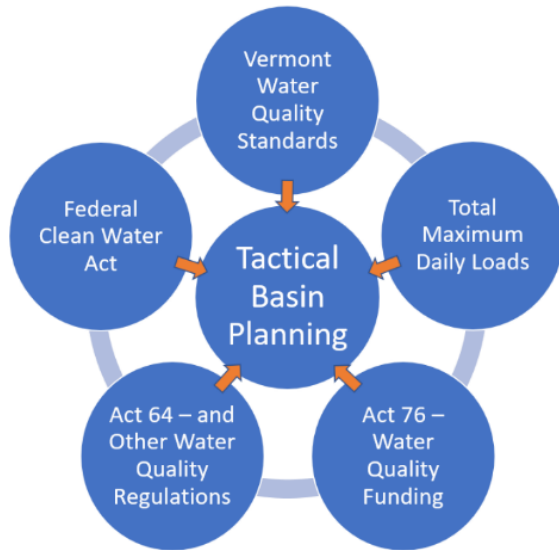 Vermont
Water
Quality
Standards
Federal
Clean Water
Act
Total
Maximum
Daily Loads
Tactical
Basin
Planning
Act 64 – and
Other Water
Quality
Regulations
Act 76 –
Water
Quality
Funding